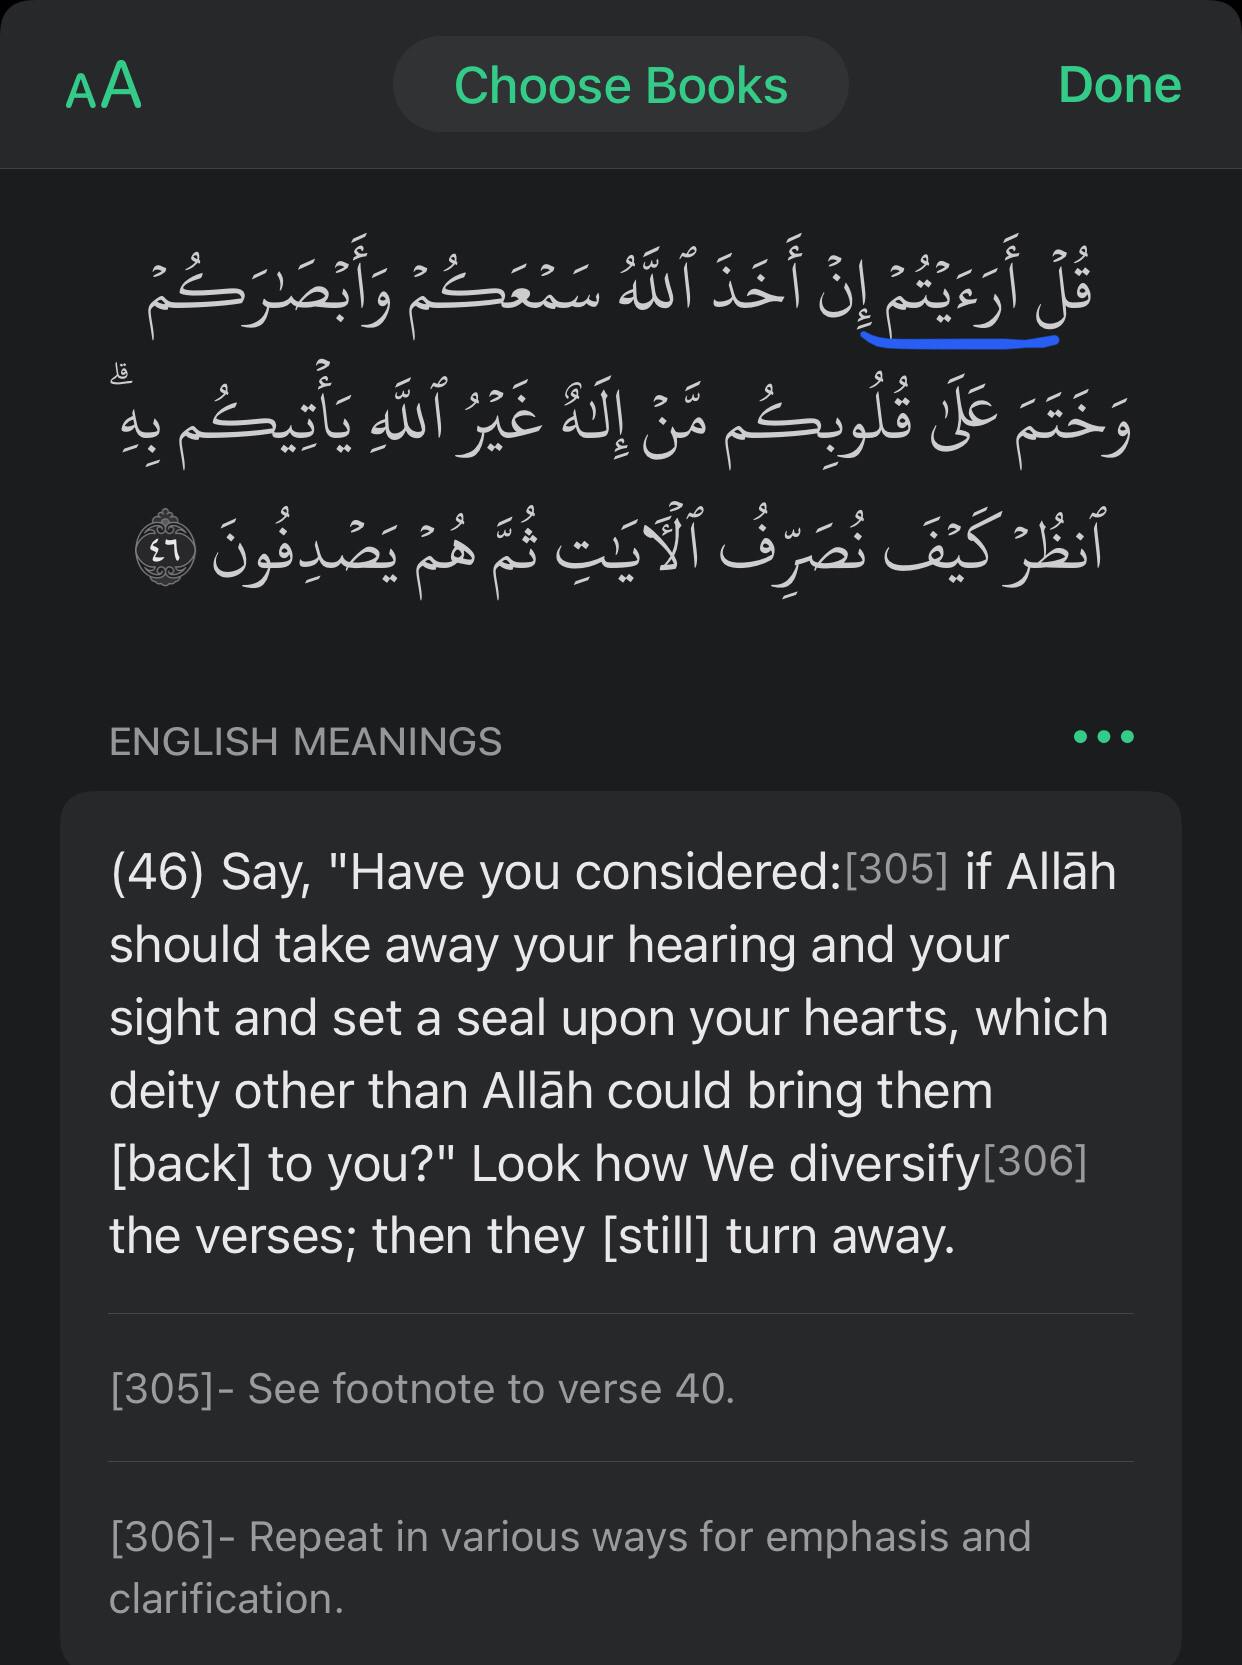 AA Choose Books Done
قُلۡ أَرَءَيۡتُمۡ إِنۡ أَخَذَ ٱللَّهُ سَمۡعَكُمۡ وَأَبۡصَٰرَكُمۡ
وَخَتَمَ عَلَىٰ قُلُوبِكُم مَّنۡ إِلَٰهٌ غَيۡرُ ٱللَّهِ يَأۡتِيكُم بِهِۗ
ٱنظُرۡ كَيۡفَ نُصَرِّفُ ٱلۡأٓيَٰتِ ثُمَّ هُمۡ يَصۡدِفُونَ ٤٦
ENGLISH MEANINGS
(46) Say, "Have you considered:[305] if Allāh
should take away your hearing and your
sight and set a seal upon your hearts, which
deity other than Allāh could bring them
[back] to you?" Look how We diversify[306]
the verses; then they [still] turn away.
[305]- See footnote to verse 40.
[306]- Repeat in various ways for emphasis and
clarification.